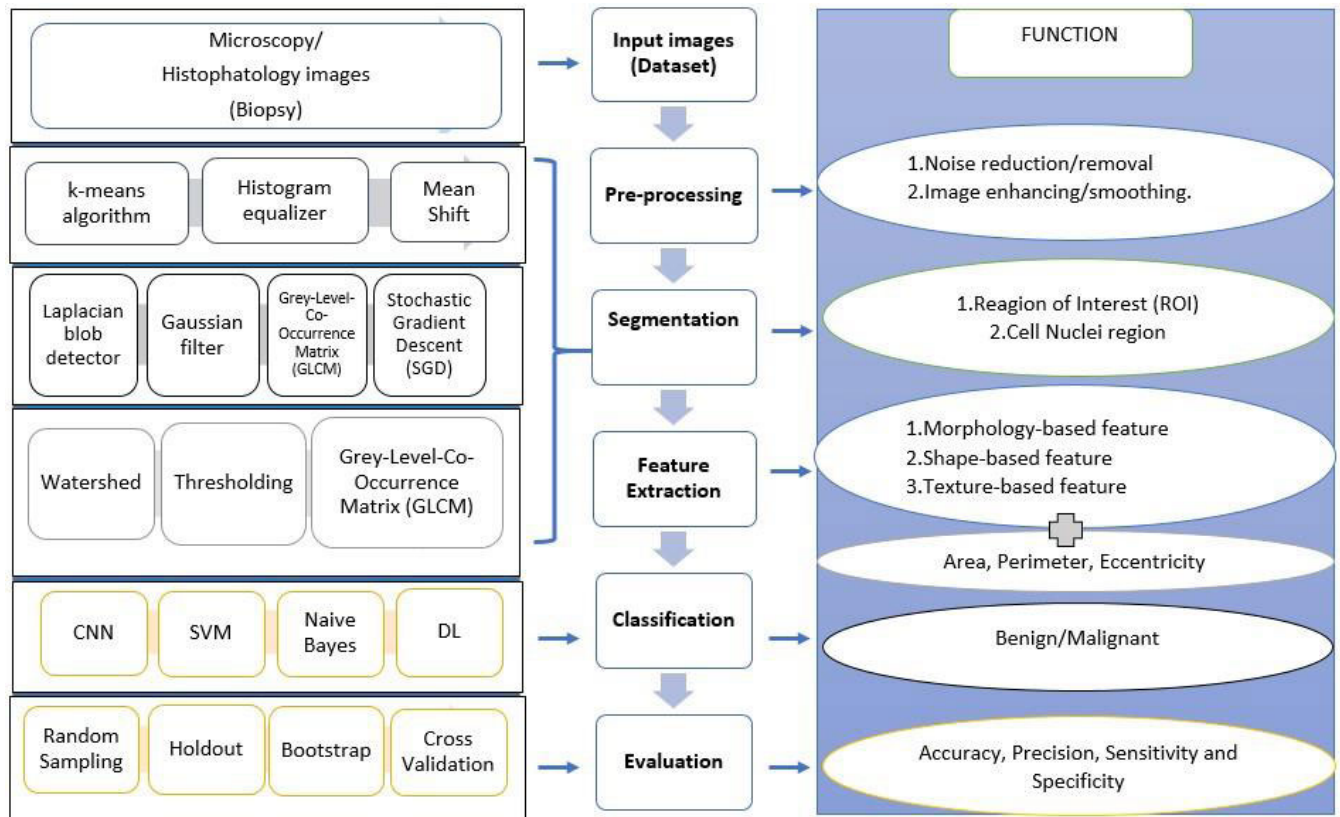 Microscopy/
Histophatology images
(Biopsy)
Input images
(Dataset)
FUNCTION
k-means
algorithm
Histogram
equalizer
Mean
Shift
Pre-processing
1.Noise reduction/removal
2.Image enhancing/smoothing.
Laplacian
blob
detector
Gaussian
filter
Grey-Level-
Co-
Occurrence
Matrix
(GLCM)
Stochastic
Gradient
Descent
(SGD)
Segmentation
1.Reagion of Interest (ROI)
2.Cell Nuclei region
Watershed
Thresholding
Grey-Level-Co-
Occurrence
Matrix (GLCM)
Feature
Extraction
1.Morphology-based feature
2.Shape-based feature
3.Texture-based feature
Area, Perimeter, Eccentricity
CNN
SVM
Naive
Bayes
DL
Classification
Benign/Malignant
Random
Sampling
Holdout
Bootstrap
Cross
Validation
Evaluation
Accuracy, Precision, Sensitivity and
Specificity